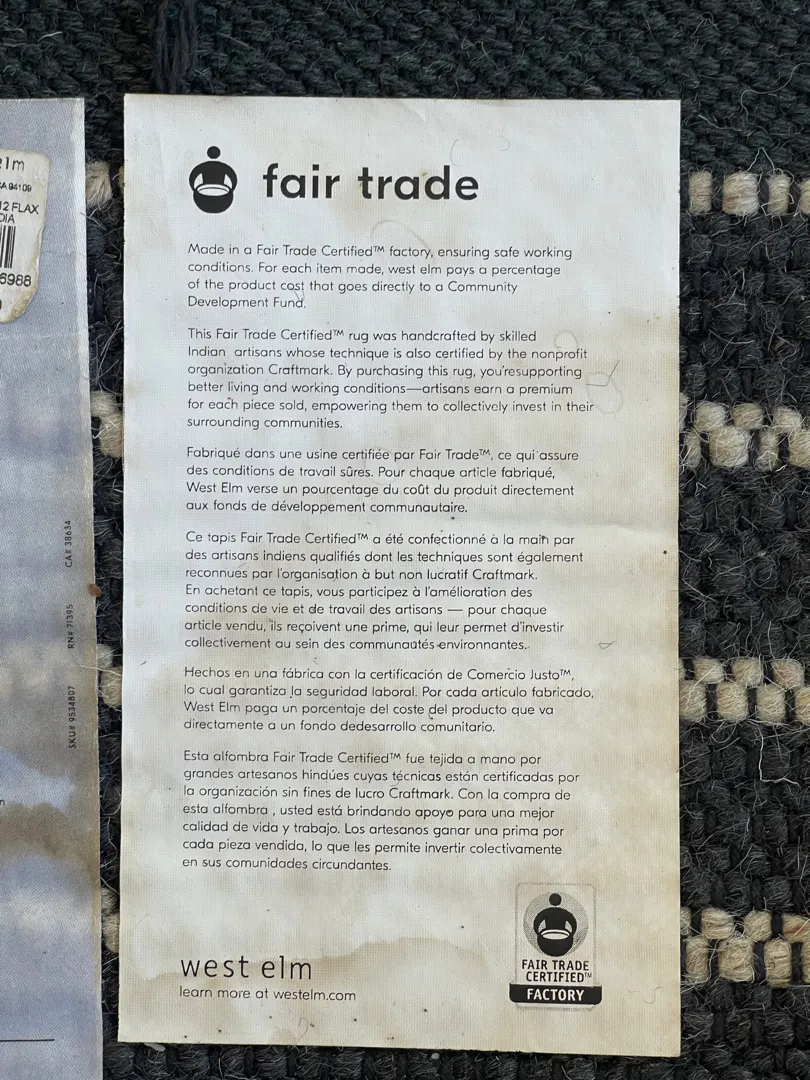 elm
CA 94109
12 FLAX
DIA
6988
SKU# 9534807 RN# 71395 CA# 38634
fair trade
Made in a Fair Trade Certified™ factory, ensuring safe working
conditions. For each item made, west elm pays a percentage
of the product cost that goes directly to a Community
Development Fund.
This Fair Trade Certified™ rug was handcrafted by skilled
Indian artisans whose technique is also certified by the nonprofit
organization Craftmark. By purchasing this rug, you'resupporting
better living and working conditions—artisans earn a premium
for each piece sold, empowering them to collectively invest in their
surrounding communities.
Fabriqué dans une usine certifiée par Fair Trade™, ce qui assure
des conditions de travail sûres. Pour chaque article fabriqué,
West Elm verse un pourcentage du coût du produit directement
aux fonds de développement communautaire.
Ce tapis Fair Trade Certified™ a été confectionné à la main par
des artisans indiens qualifiés dont les techniques sont également
reconnues par l'organisation à but non lucratif Craftmark.
En achetant ce tapis, vous participez à l'amélioration des
conditions de vie et de travail des artisans — pour chaque
article vendu, ils reçoivent une prime, qui leur permet d'investir
collectivement au sein des communautés environnantes.
Hechos en una fábrica con la certificación de Comercio Justo™,
lo cual garantiza la seguridad laboral. Por cada artículo fabricado,
West Elm paga un porcentaje del coste del producto que va
directamente a un fondo dedesarrollo comunitario.
Esta alfombra Fair Trade Certified™ fue tejida a mano por
grandes artesanos hindúes cuyas técnicas están certificadas por
la organización sin fines de lucro Craftmark. Con la compra de
esta alfombra , usted está brindando apoyo para una mejor
calidad de vida y trabajo. Los artesanos ganar una prima por
cada pieza vendida, lo que les permite invertir colectivamente
en sus comunidades circundantes.
west elm
learn more at westelm.com
FAIR TRADE
CERTIFIED™
FACTORY